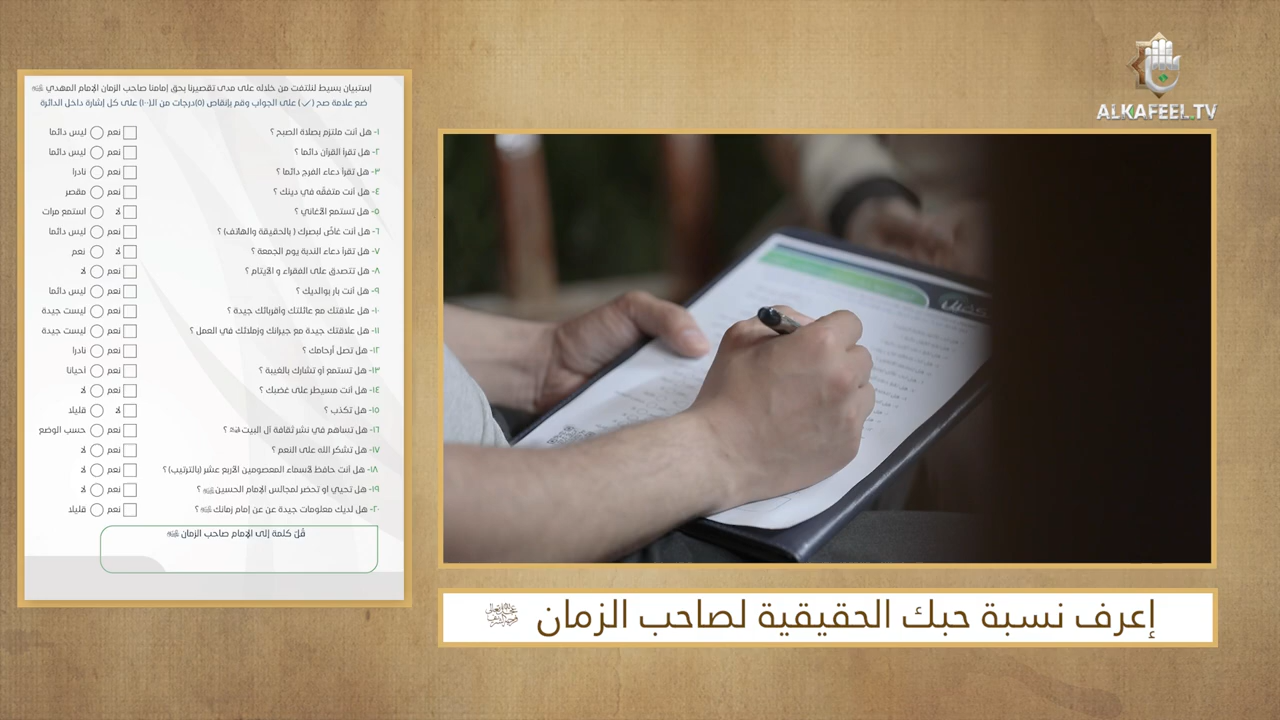 ALKAFEEL.TV
إستبيان بسيط لنلتفت من خلاله على مدى تقصيرنا بحق إمامنا صاحب الزمان الإمام المهدي
ضع علامة صح (✓) على الجواب وقم بإنقاص (٥)درجات من الـ(١٠٠) على كل إشارة داخل الدائرة
١- هل أنت ملتزم بصلاة الصبح ؟ نعم ليس دائما
٢- هل تقرأ القرآن دائما ؟ نعم ليس دائما
٣- هل تقرأ دعاء الفرج دائما ؟ نعم نادرا
٤- هل أنت متفقّه في دينك ؟ نعم مقصر
٥- هل تستمع الأغاني ؟ لا استمع مرات
٦- هل أنت غاضّ لبصرك ( بالحقيقة والهاتف) ؟ نعم ليس دائما
٧- هل تقرأ دعاء الندبة يوم الجمعة ؟ لا نعم
٨- هل تتصدق على الفقراء و الايتام ؟ نعم لا
٩- هل أنت بار بوالديك ؟ نعم ليس دائما
١٠- هل علاقتك مع عائلتك وأقربائك جيدة ؟ نعم ليست جيدة
١١- هل علاقتك جيدة مع جيرانك وزملائك في العمل ؟ نعم ليست جيدة
١٢- هل تصل أرحامك ؟ نعم نادرا
١٣- هل تستمع أو تشارك بالغيبة ؟ نعم احيانا
١٤- هل أنت مسيطر على غضبك ؟ نعم لا
١٥- هل تكذب ؟ لا قليلا
١٦- هل تساهم في نشر ثقافة آل البيت ؟ نعم حسب الوضع
١٧- هل تشكر الله على النعم ؟ نعم لا
١٨- هل أنت حافظ لأسماء المعصومين الأربع عشر (بالترتيب) ؟ نعم لا
١٩- هل تحيي او تحضر لمجالس الإمام الحسين ؟ نعم لا
٢٠- هل لديك معلومات جيدة عن عن إمام زمانك ؟ نعم قليلا
قُلْ كلمة إلى الإمام صاحب الزمان
إعرف نسبة حبك الحقيقية لصاحب الزمان